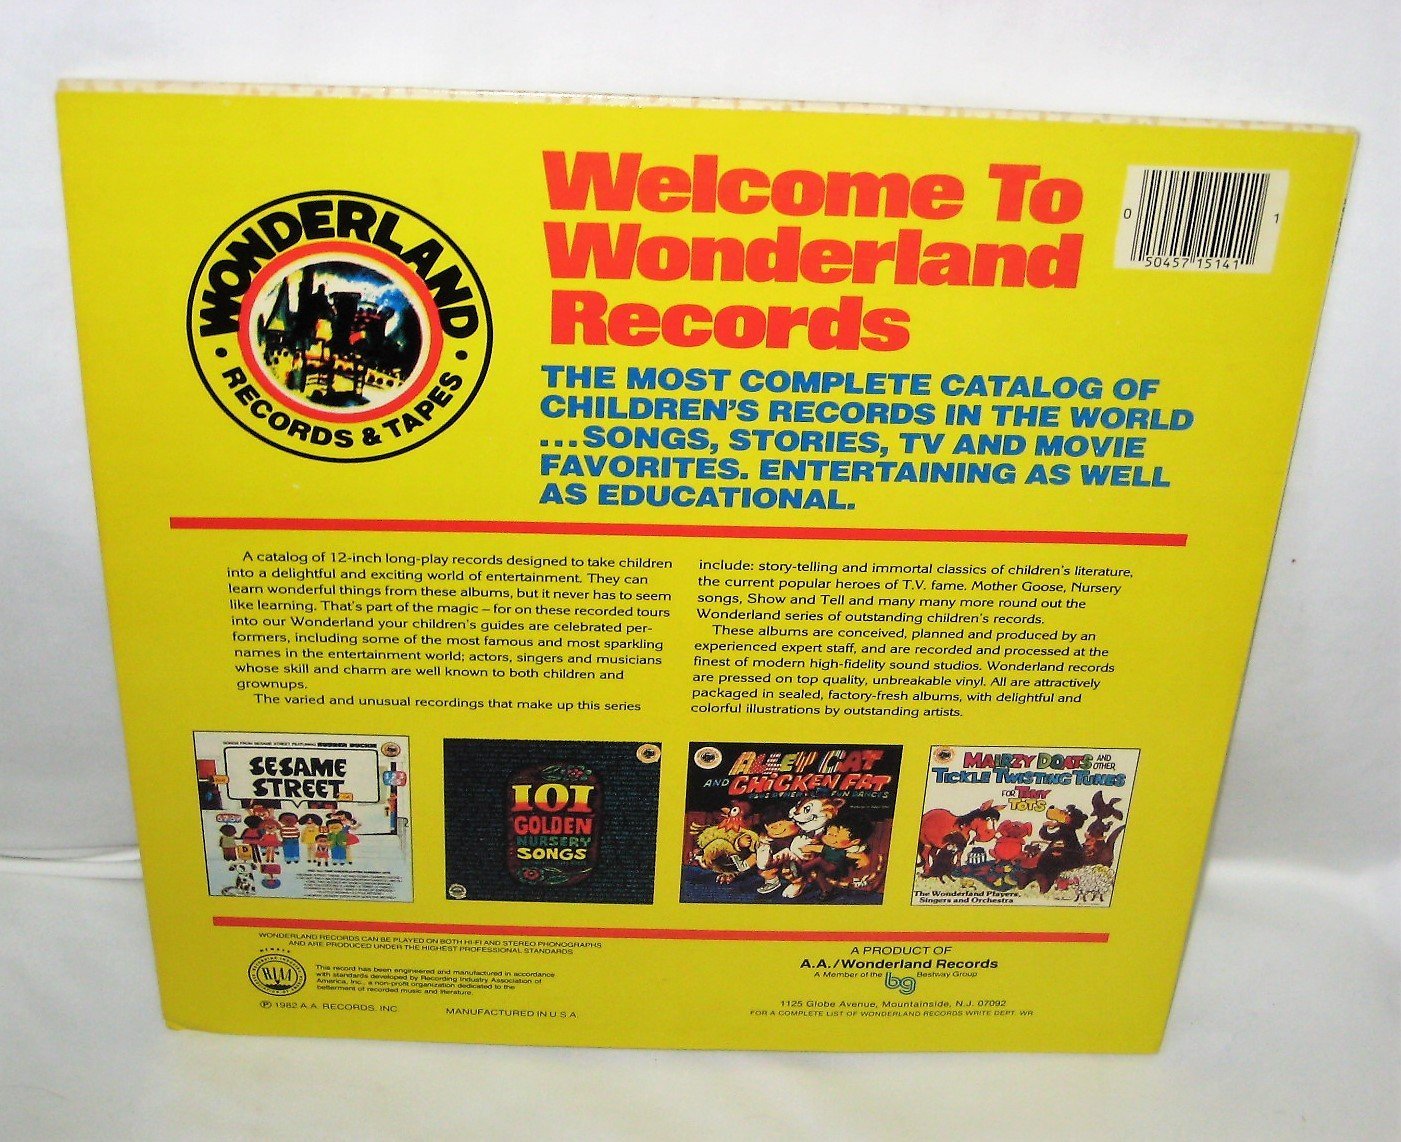 WONDERLAND
• RECORDS & TAPES •
Welcome To
Wonderland
Records
0 50457 15141 1
THE MOST COMPLETE CATALOG OF
CHILDREN'S RECORDS IN THE WORLD
...SONGS, STORIES, TV AND MOVIE
FAVORITES. ENTERTAINING AS WELL
AS EDUCATIONAL.
A catalog of 12-inch long-play records designed to take children
into a delightful and exciting world of entertainment. They can
learn wonderful things from these albums, but it never has to seem
like learning. That's part of the magic – for on these recorded tours
into our Wonderland your children's guides are celebrated per-
formers, including some of the most famous and most sparkling
names in the entertainment world; actors, singers and musicians
whose skill and charm are well known to both children and
grownups.
The varied and unusual recordings that make up this series
include: story-telling and immortal classics of children's literature,
the current popular heroes of T.V. fame. Mother Goose, Nursery
songs, Show and Tell and many many more round out the
Wonderland series of outstanding children's records.
These albums are conceived, planned and produced by an
experienced expert staff, and are recorded and processed at the
finest of modern high-fidelity sound studios. Wonderland records
are pressed on top quality, unbreakable vinyl. All are attractively
packaged in sealed, factory-fresh albums, with delightful and
colorful illustrations by outstanding artists.
SONGS FROM SESAME STREET FEATURING RUBBER DUCKIE
SESAME
STREET
101
GOLDEN
NURSERY
SONGS
ALLEY CAT
AND CHICKEN FAT
MAIRZY DOATS AND
OTHER
TICKLE TWISTING TUNES
FOR TINY
TOTS
The Wonderland Players,
Singers and Orchestra
WONDERLAND RECORDS CAN BE PLAYED ON BOTH HI-FI AND STEREO PHONOGRAPHS
AND ARE PRODUCED UNDER THE HIGHEST PROFESSIONAL STANDARDS
MEMBER
RIAA
This record has been engineered and manufactured in accordance
with standards developed by Recording Industry Association of
America, Inc., a non-profit organization dedicated to the
betterment of recorded music and literature.
℗ 1982 A.A. RECORDS, INC.
MANUFACTURED IN U.S.A.
A PRODUCT OF
A.A./Wonderland Records
A Member of the bg Bestway Group
1125 Globe Avenue, Mountainside, N.J. 07092
FOR A COMPLETE LIST OF WONDERLAND RECORDS WRITE DEPT. WR